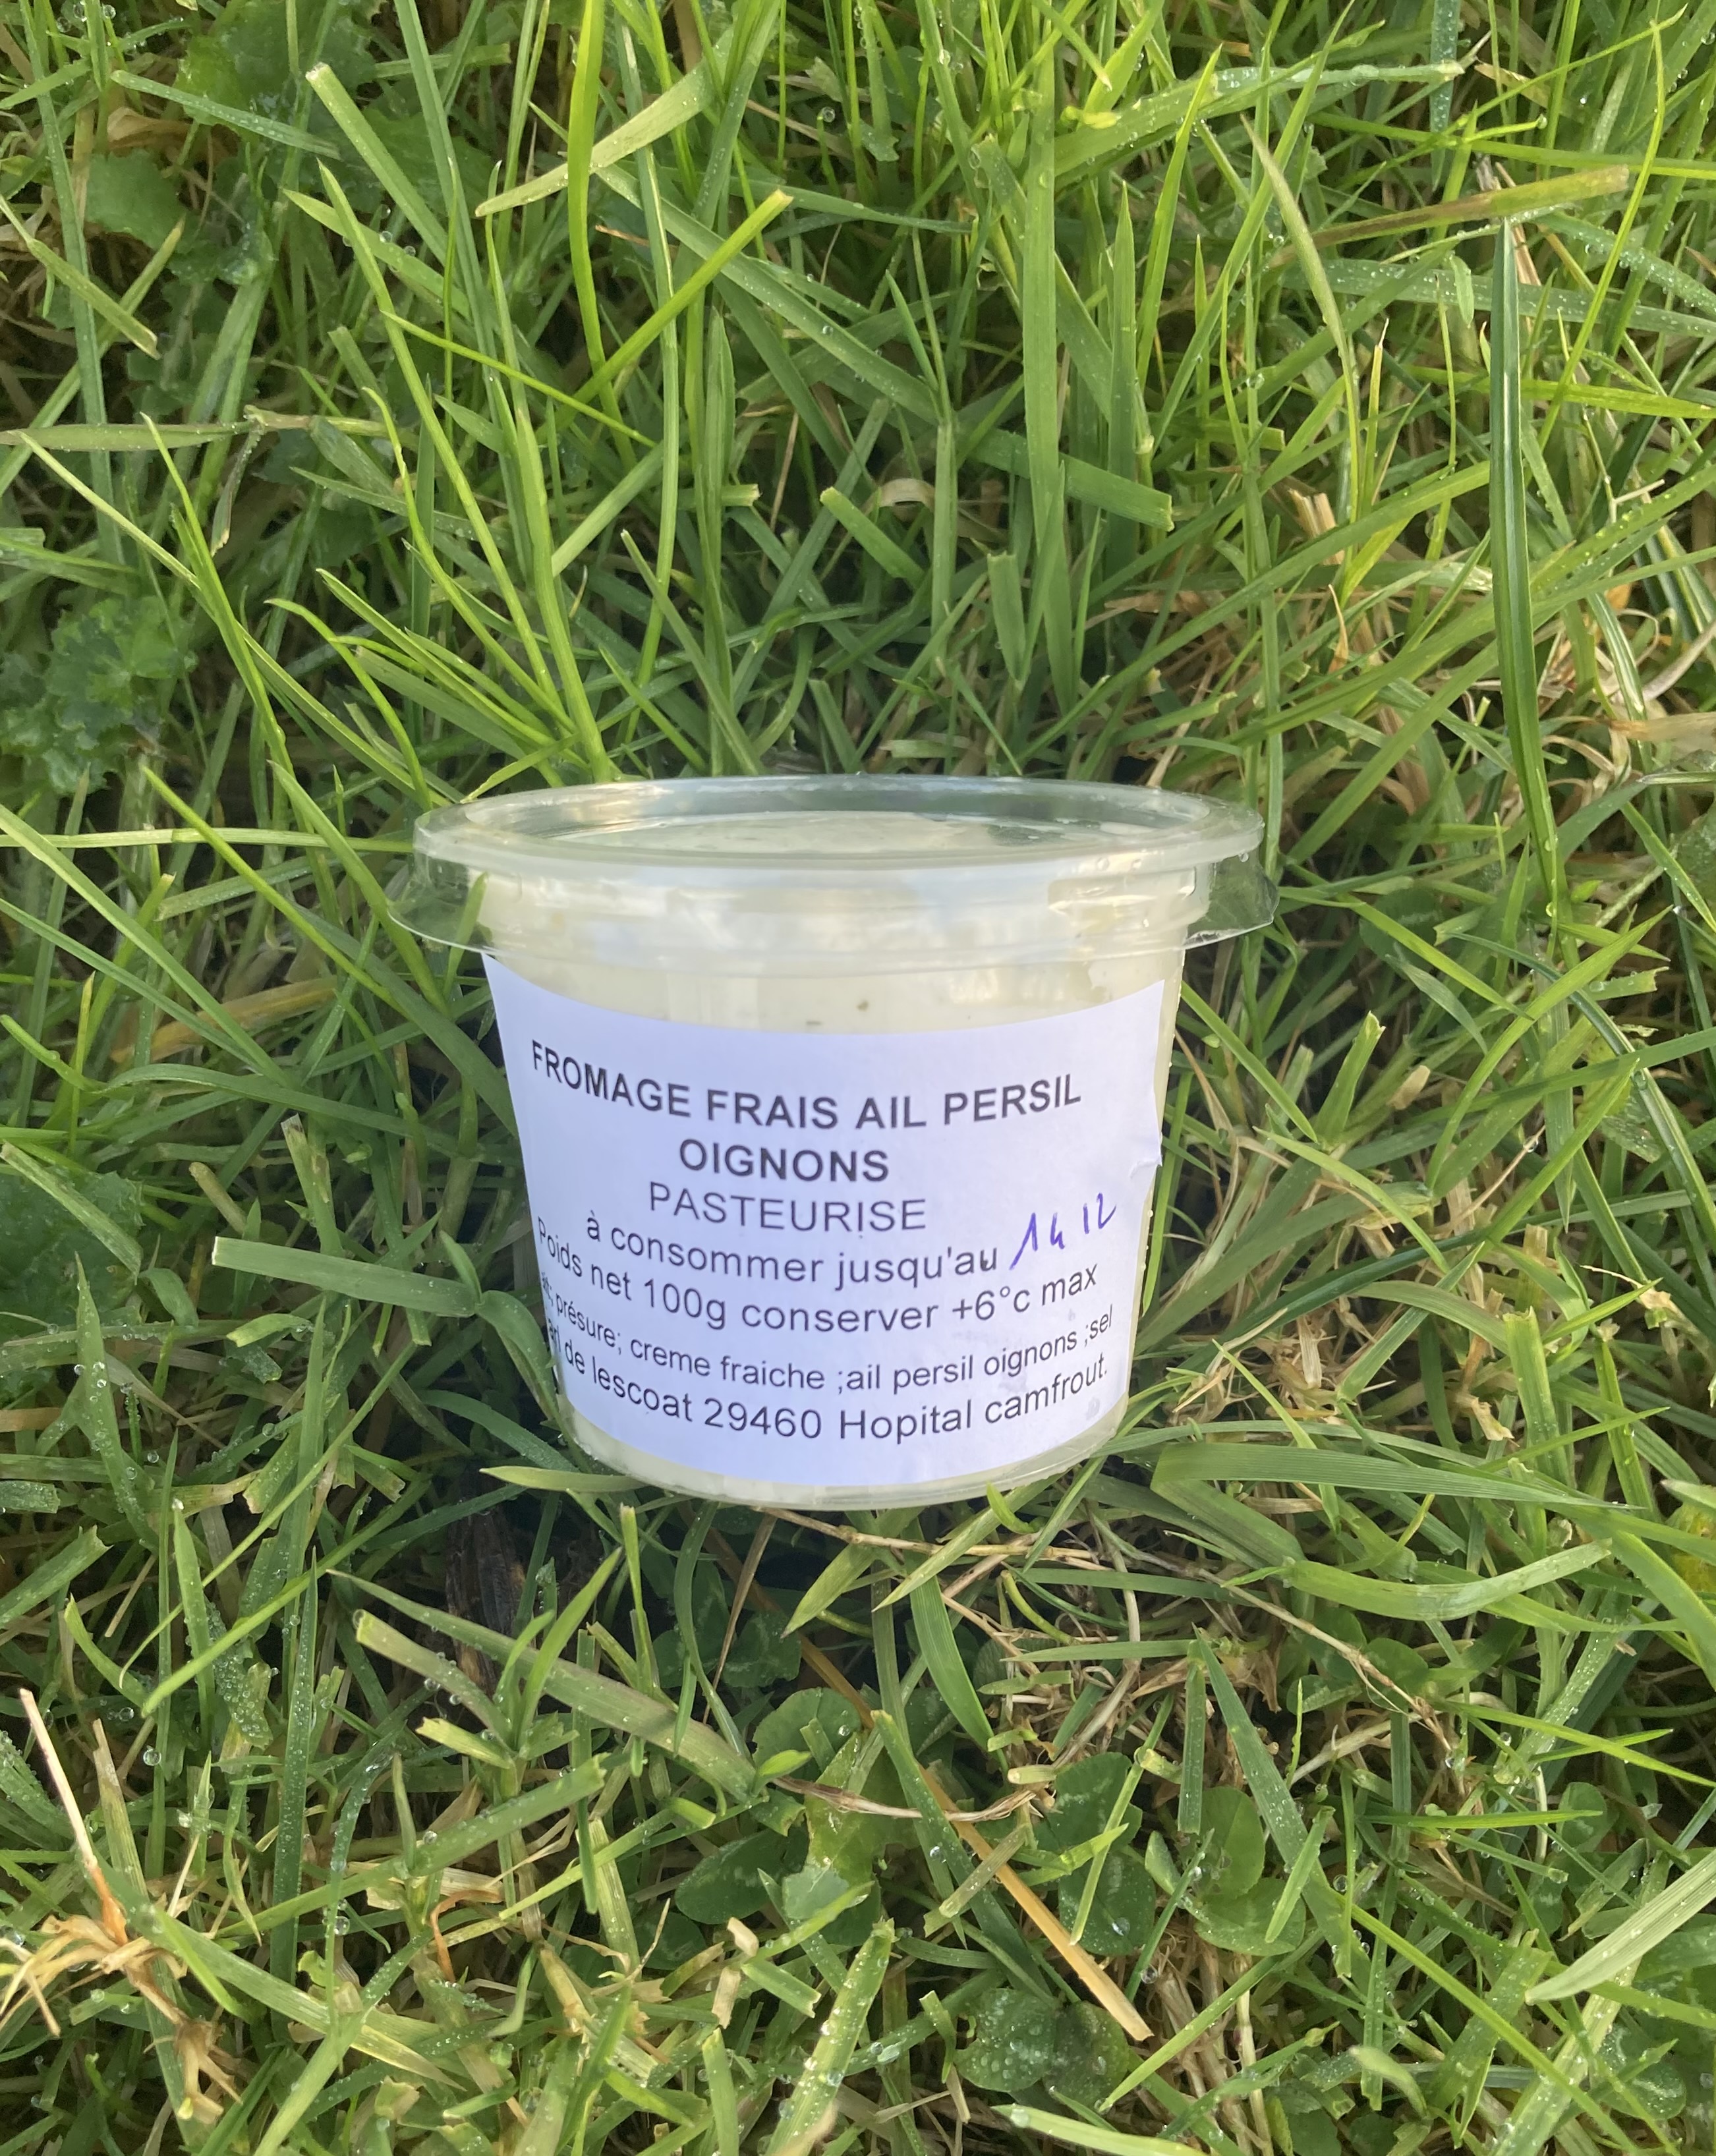 FROMAGE FRAIS AIL PERSIL
OIGNONS
PASTEURISE
à consommer jusqu'au 14 12
Poids net 100g conserver +6°c max
présure; creme fraiche ;ail persil oignons ;sel
de lescoat 29460 Hopital camfrout.